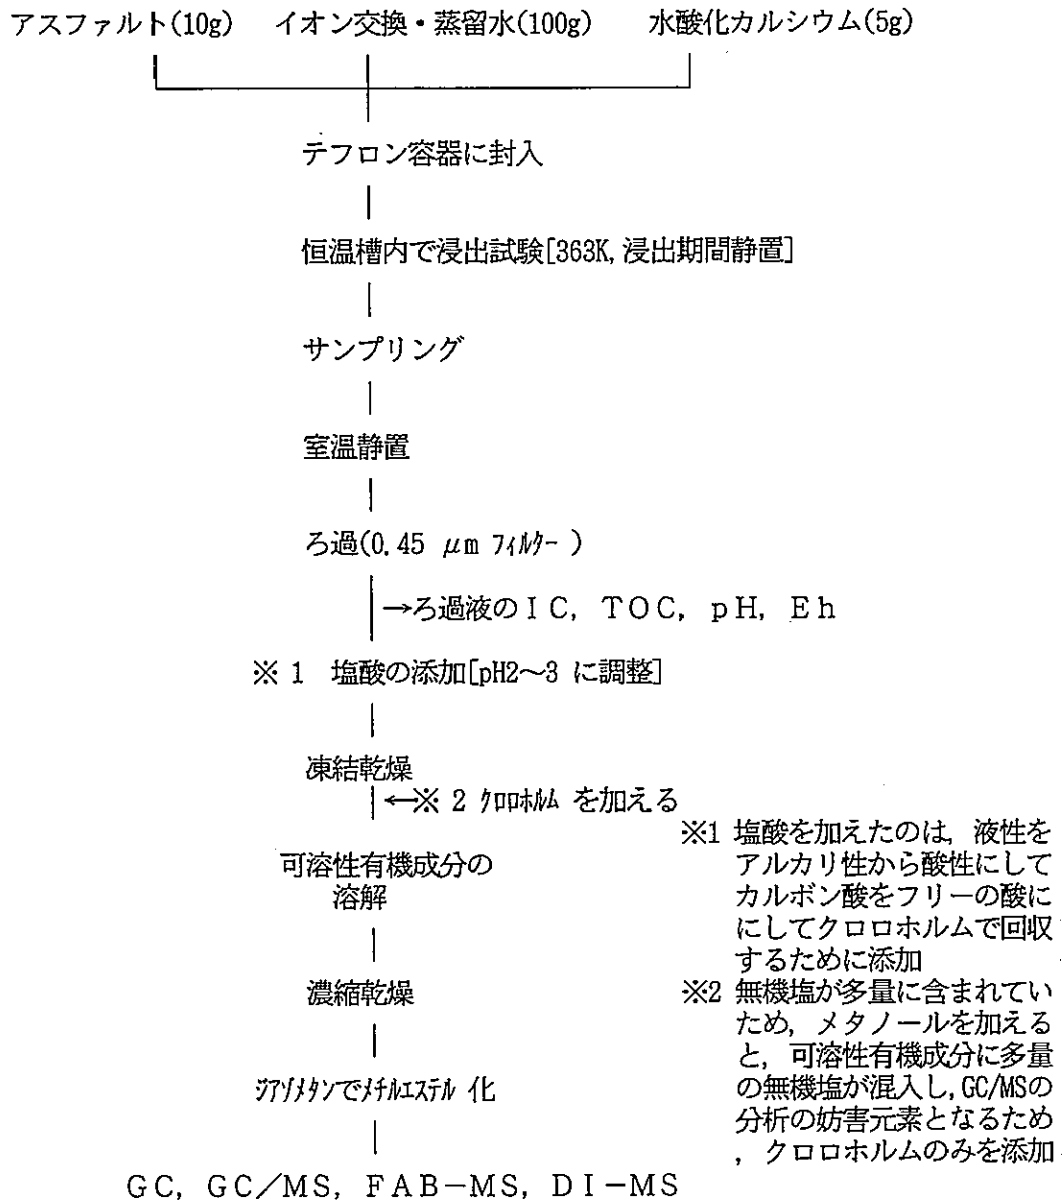 アスファルト(10g) イオン交換・蒸留水(100g) 水酸化カルシウム(5g)
テフロン容器に封入
恒温槽内で浸出試験[363K,浸出期間静置]
サンプリング
室温静置
ろ過(0.45 μm ﾌｨﾙﾀｰ )
→ろ過液のＩＣ, ＴＯＣ, ｐＨ, Ｅｈ
※１ 塩酸の添加[pH2～3 に調整]
凍結乾燥
←※２ ｸﾛﾛﾎﾙﾑ を加える
可溶性有機成分の
溶解
濃縮乾燥
ｼﾞｱｿﾞﾒﾀﾝでﾒﾁﾙｴｽﾃﾙ 化
ＧＣ, ＧＣ／ＭＳ, ＦＡＢ－ＭＳ, ＤＩ－ＭＳ
※1 塩酸を加えたのは, 液性を
アルカリ性から酸性にして
カルボン酸をフリーの酸に
にしてクロロホルムで回収
するために添加
※2 無機塩が多量に含まれてい
ため, メタノールを加える
と, 可溶性有機成分に多量
の無機塩が混入し,GC/MSの
分析の妨害元素となるため
, クロロホルムのみを添加